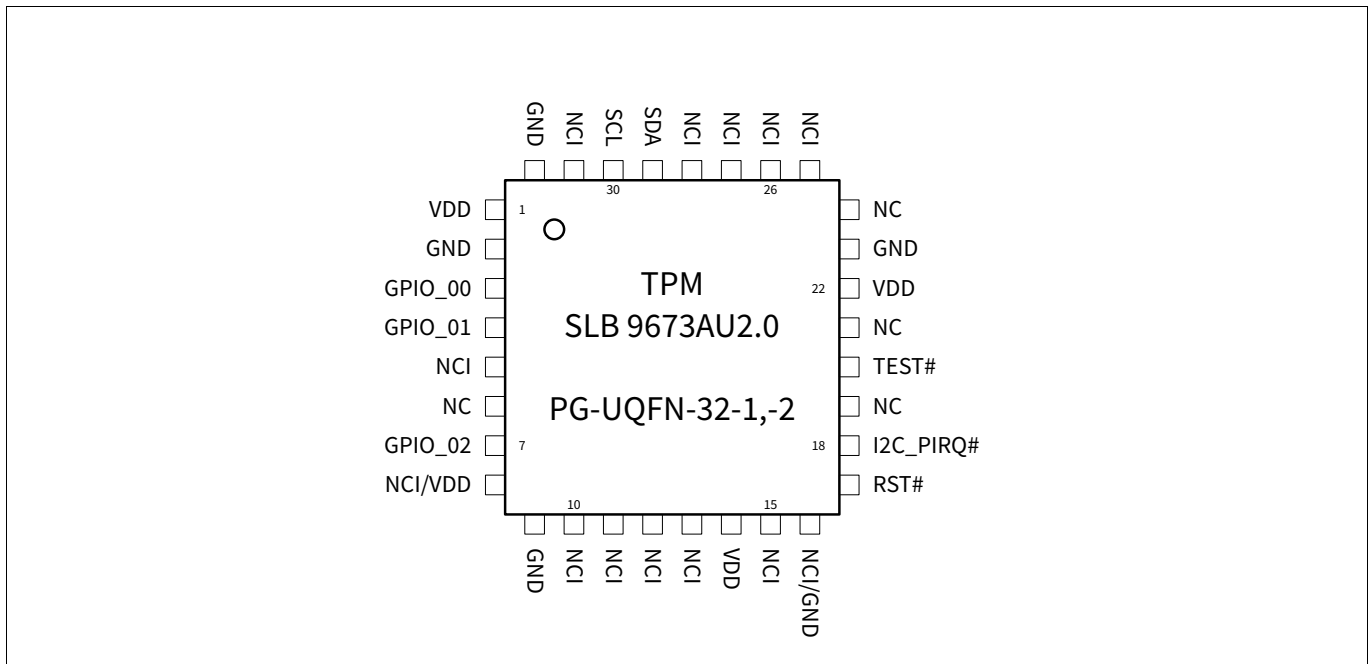 GND NCI SCL SDA NCI NCI NCI NCI
30 26
VDD 1 NC
GND GND
GPIO_00 TPM 22 VDD
GPIO_01 SLB 9673AU2.0 NC
NCI TEST#
NC PG-UQFN-32-1,-2 NC
GPIO_02 7 18 I2C_PIRQ#
NCI/VDD RST#
10 15
GND NCI NCI NCI NCI VDD NCI NCI/GND